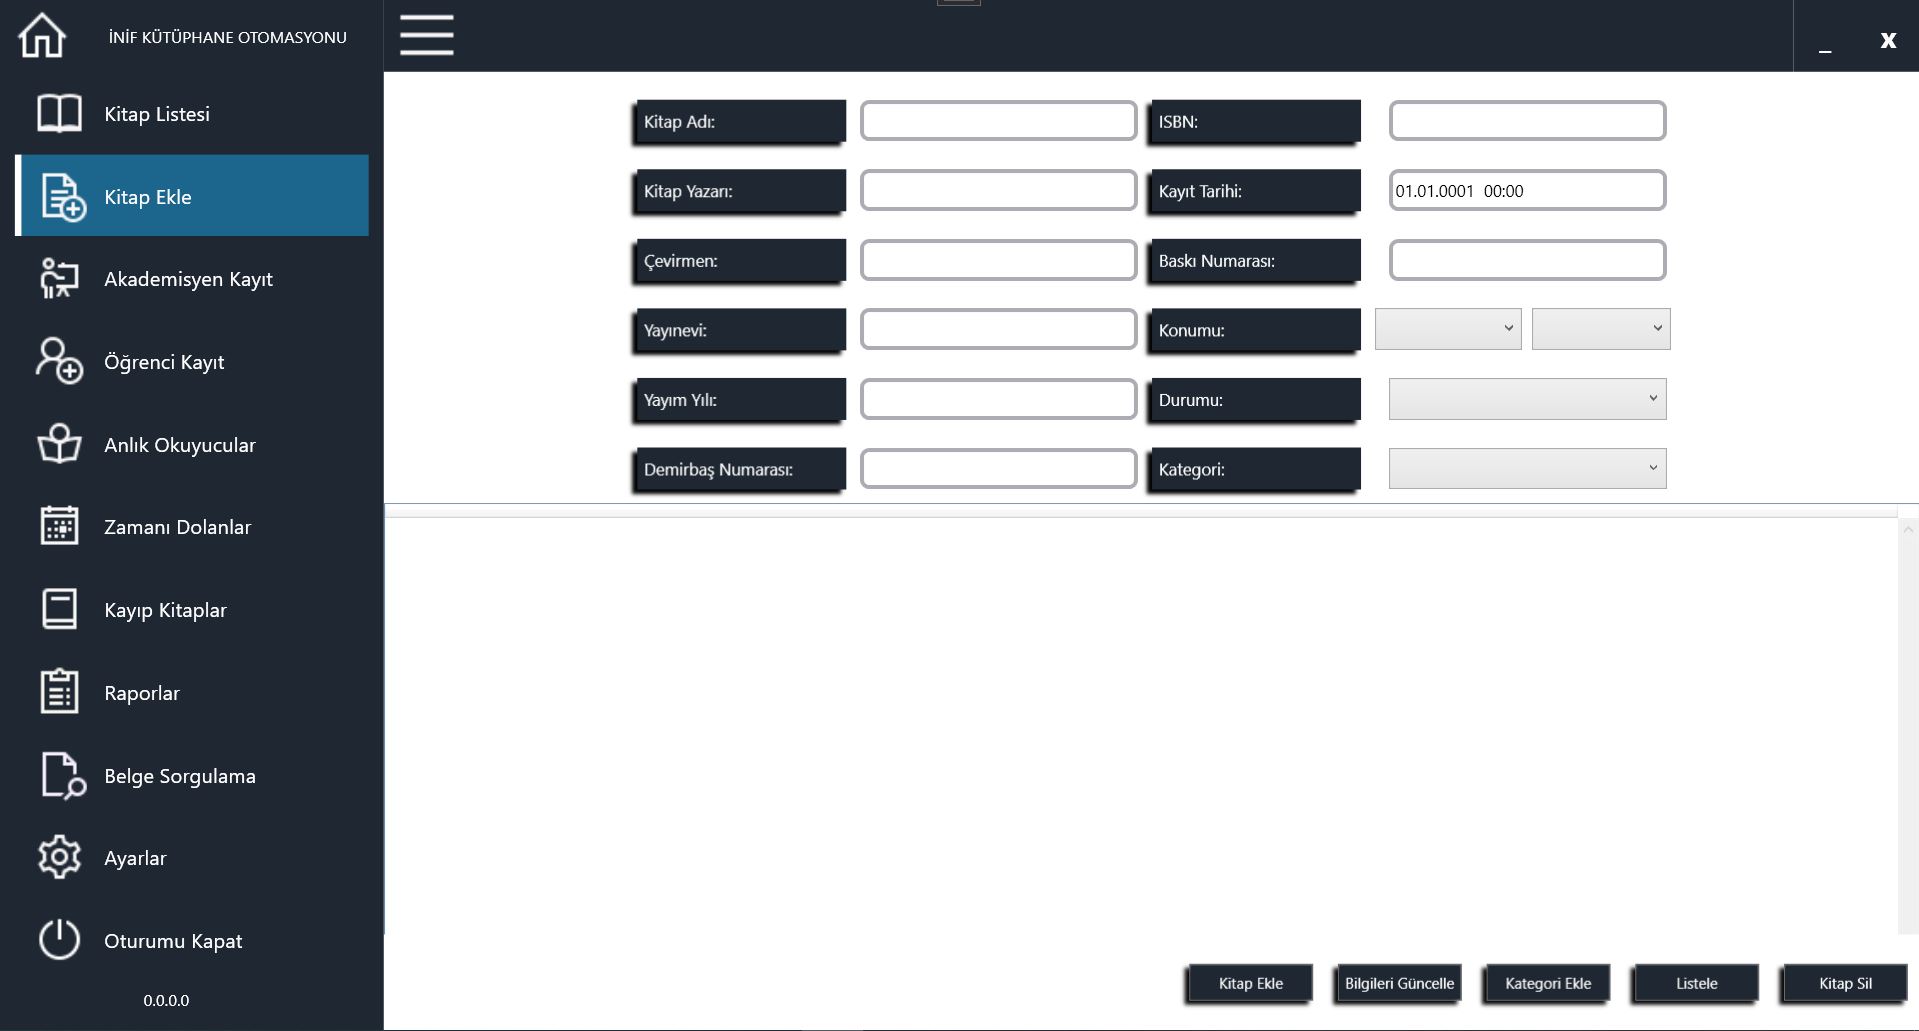 İNİF KÜTÜPHANE OTOMASYONU
_ X
Kitap Listesi
Kitap Ekle
Akademisyen Kayıt
Öğrenci Kayıt
Anlık Okuyucular
Zamanı Dolanlar
Kayıp Kitaplar
Raporlar
Belge Sorgulama
Ayarlar
Oturumu Kapat
0.0.0.0
Kitap Adı: ISBN:
Kitap Yazarı: Kayıt Tarihi: 01.01.0001 00:00
Çevirmen: Baskı Numarası:
Yayınevi: Konumu:
Yayım Yılı: Durumu:
Demirbaş Numarası: Kategori:
Kitap Ekle Bilgileri Güncelle Kategori Ekle Listele Kitap Sil